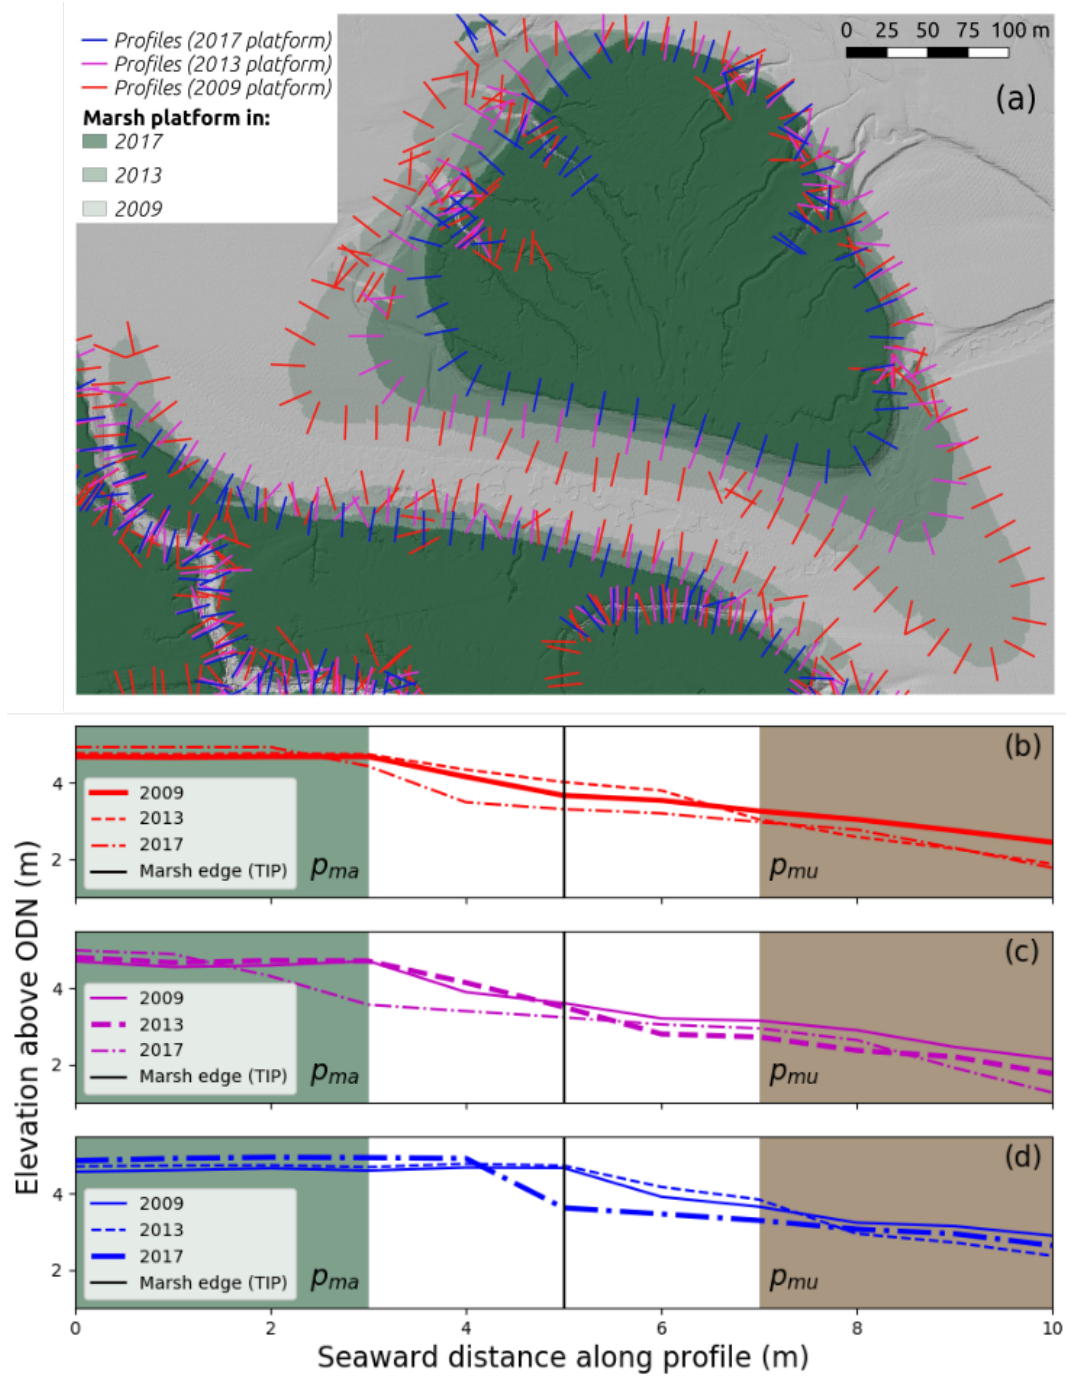 Profiles (2017 platform)
Profiles (2013 platform)
Profiles (2009 platform)
Marsh platform in:
2017
2013
2009
0 25 50 75 100 m
(a)
(b)
4
2
2009
2013
2017
Marsh edge (TIP)
pma
pmu
(c)
4
2
2009
2013
2017
Marsh edge (TIP)
pma
pmu
(d)
4
2
2009
2013
2017
Marsh edge (TIP)
pma
pmu
0 2 4 6 8 10
Elevation above ODN (m)
Seaward distance along profile (m)